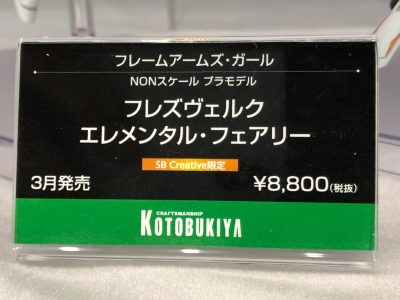 フレームアームズ・ガール
NONスケール プラモデル
フレズヴェルク
エレメンタル・フェアリー
SB Creative限定
3月発売 ¥8,800(税抜)
CRAFTSMANSHIP
KOTOBUKIYA